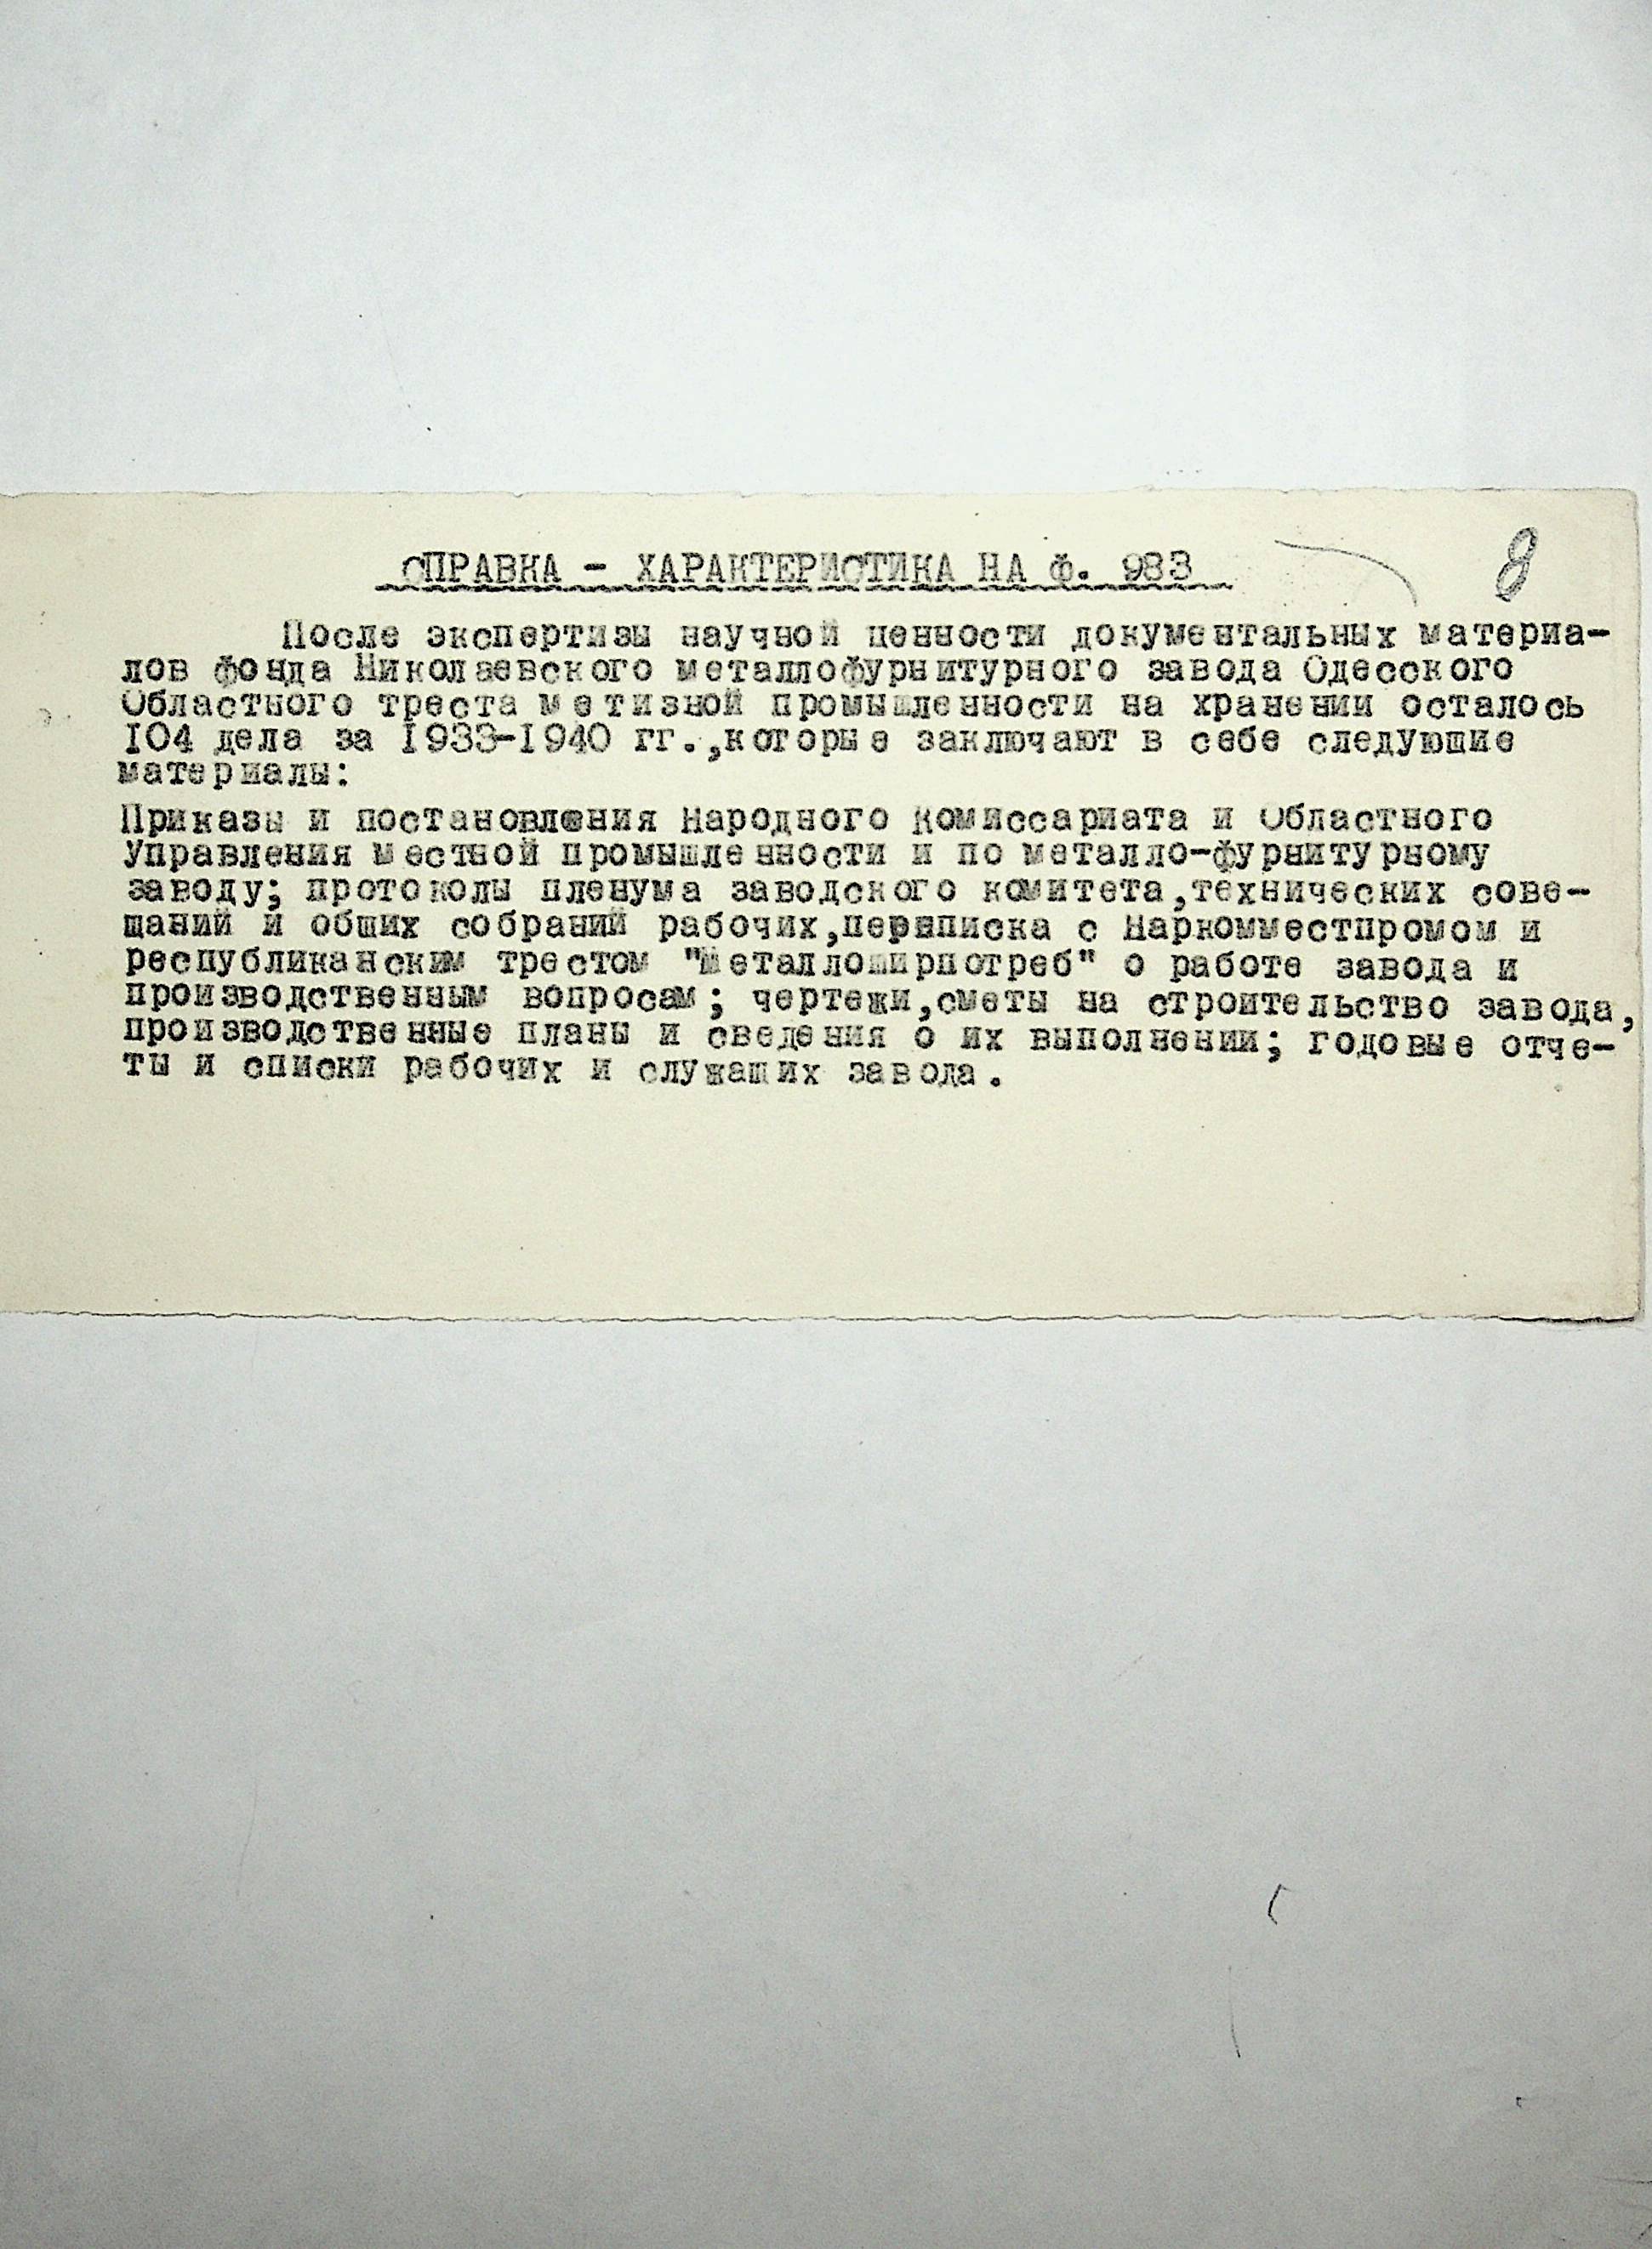 СПРАВКА - ХАРАКТЕРИСТИКА НА Ф. 983
8
После экспертизы научной ценности документальных материа-
лов фонда Николаевского металлофурнитурного завода Одесского
Областного треста метизной промышленности на хранении осталось
104 дела за 1933-1940 гг.,которые заключают в себе следующие
материалы:
Приказы и постановления Народного Комиссариата и Областного
Управления местной промышленности и по металло-фурнитурному
заводу; протоколы пленума заводского комитета,технических сове-
щаний и общих собраний рабочих,переписка с Наркомместпромом и
республиканским трестом "Металлоширпотреб" о работе завода и
производственным вопросам; чертежи,сметы на строительство завода,
производственные планы и сведения о их выполнении; годовые отче-
ты и списки рабочих и служащих завода.